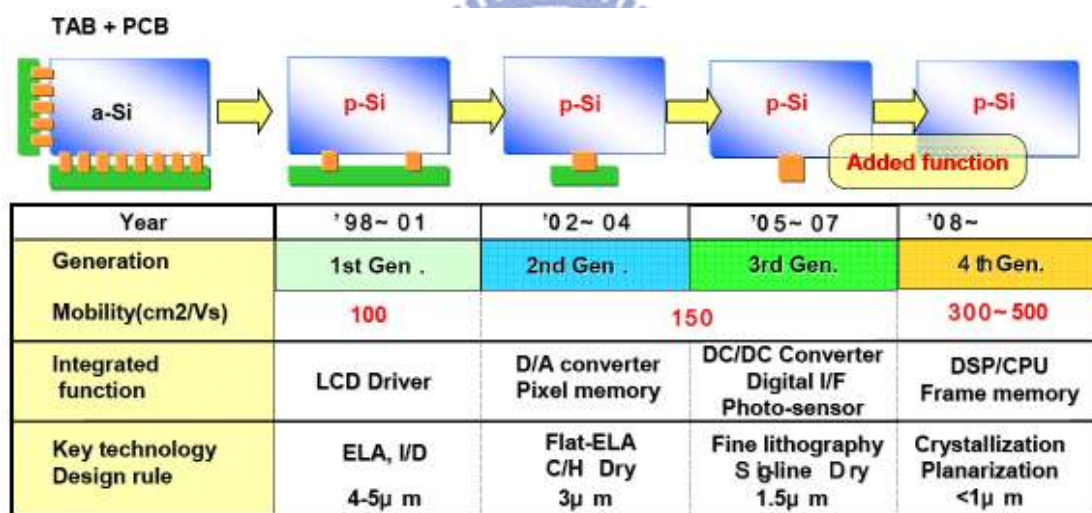 TAB + PCB
a-Si
p-Si
p-Si
p-Si
p-Si
Added function
Year
'98~ 01
'02~ 04
'05~ 07
'08~
Generation
1st Gen .
2nd Gen .
3rd Gen.
4 th Gen.
Mobility(cm2/Vs)
100
150
300~500
Integrated
function
LCD Driver
D/A converter
Pixel memory
DC/DC Converter
Digital I/F
Photo-sensor
DSP/CPU
Frame memory
Key technology
Design rule
ELA, I/D
4-5μ m
Flat-ELA
C/H Dry
3μ m
Fine lithography
Sig-line Dry
1.5μ m
Crystallization
Planarization
<1μ m